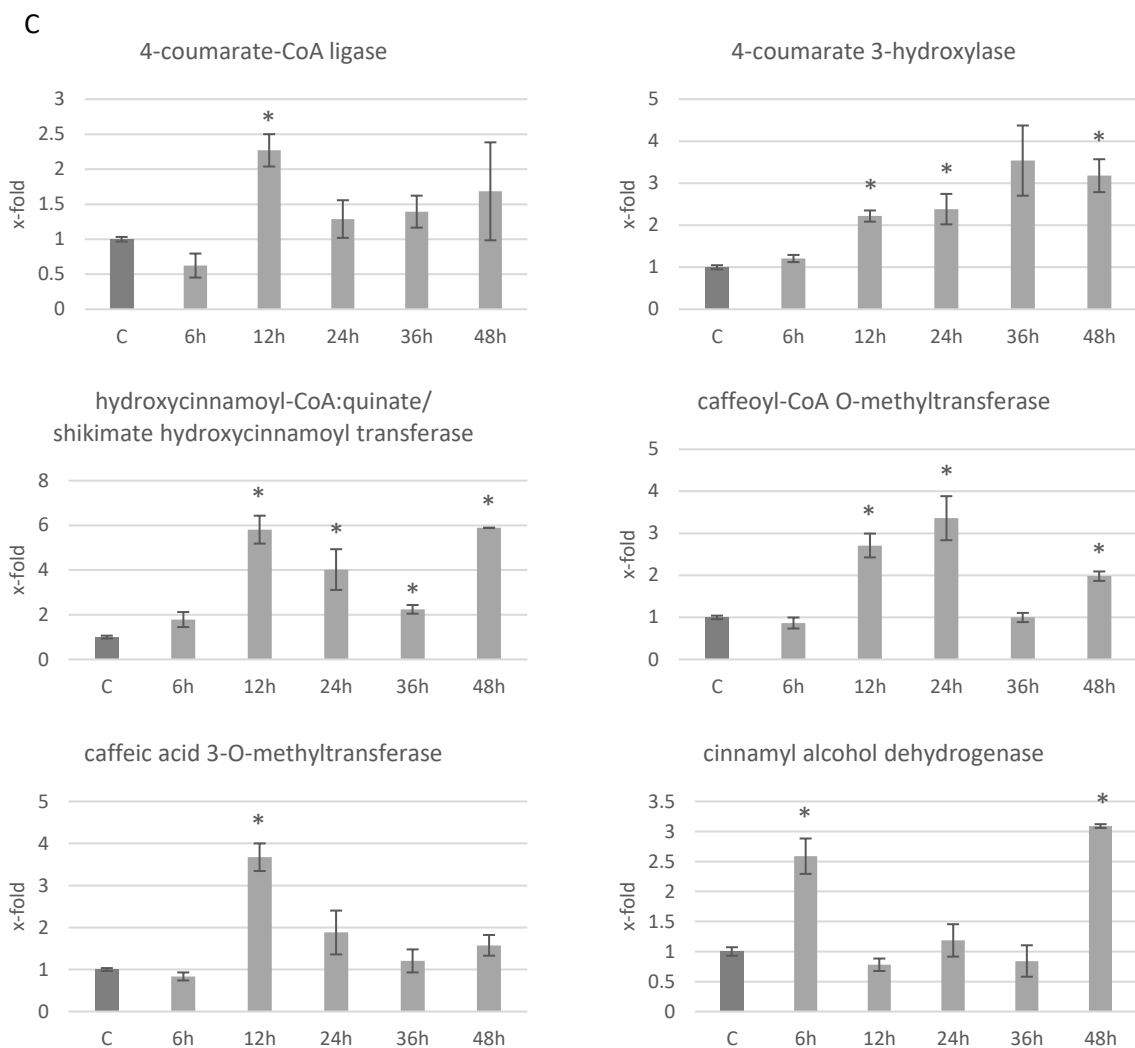 C
4-coumarate-CoA ligase
3
2.5
2
1.5
1
0.5
0
x-fold
*
C 6h 12h 24h 36h 48h
4-coumarate 3-hydroxylase
5
4
3
2
1
0
x-fold
* * *
C 6h 12h 24h 36h 48h
hydroxycinnamoyl-CoA:quinate/
shikimate hydroxycinnamoyl transferase
8
6
4
2
0
x-fold
* * * *
C 6h 12h 24h 36h 48h
caffeoyl-CoA O-methyltransferase
5
4
3
2
1
0
x-fold
* * *
C 6h 12h 24h 36h 48h
caffeic acid 3-O-methyltransferase
5
4
3
2
1
0
x-fold
*
C 6h 12h 24h 36h 48h
cinnamyl alcohol dehydrogenase
3.5
3
2.5
2
1.5
1
0.5
0
x-fold
* *
C 6h 12h 24h 36h 48h